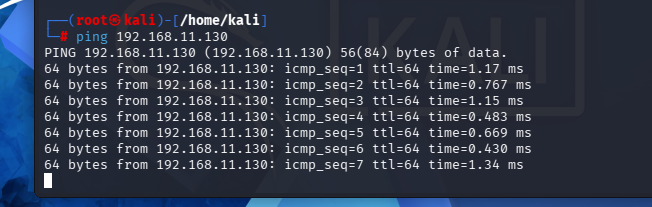 ┌──(root㉿kali)-[/home/kali]
└─# ping 192.168.11.130
PING 192.168.11.130 (192.168.11.130) 56(84) bytes of data.
64 bytes from 192.168.11.130: icmp_seq=1 ttl=64 time=1.17 ms
64 bytes from 192.168.11.130: icmp_seq=2 ttl=64 time=0.767 ms
64 bytes from 192.168.11.130: icmp_seq=3 ttl=64 time=1.15 ms
64 bytes from 192.168.11.130: icmp_seq=4 ttl=64 time=0.483 ms
64 bytes from 192.168.11.130: icmp_seq=5 ttl=64 time=0.669 ms
64 bytes from 192.168.11.130: icmp_seq=6 ttl=64 time=0.430 ms
64 bytes from 192.168.11.130: icmp_seq=7 ttl=64 time=1.34 ms
KALI